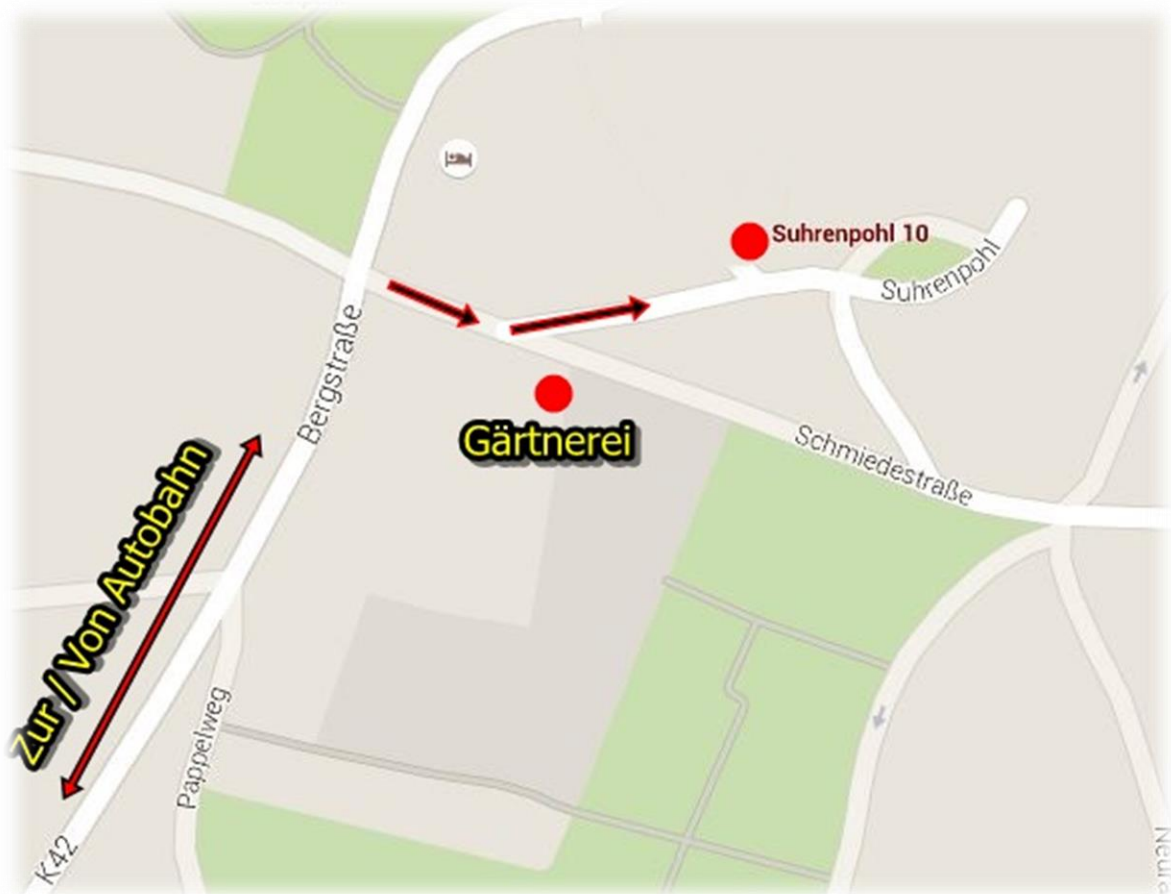 Suhrenpohl 10
Suhrenpohl
Bergstraße
Gärtnerei
Schmiedestraße
Zur / Von Autobahn
Pappelweg
K42